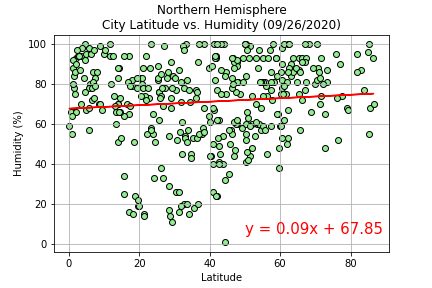 Northern Hemisphere
City Latitude vs. Humidity (09/26/2020)
100
80
60
40
20
0
Humidity (%)
y = 0.09x + 67.85
0 20 40 60 80
Latitude